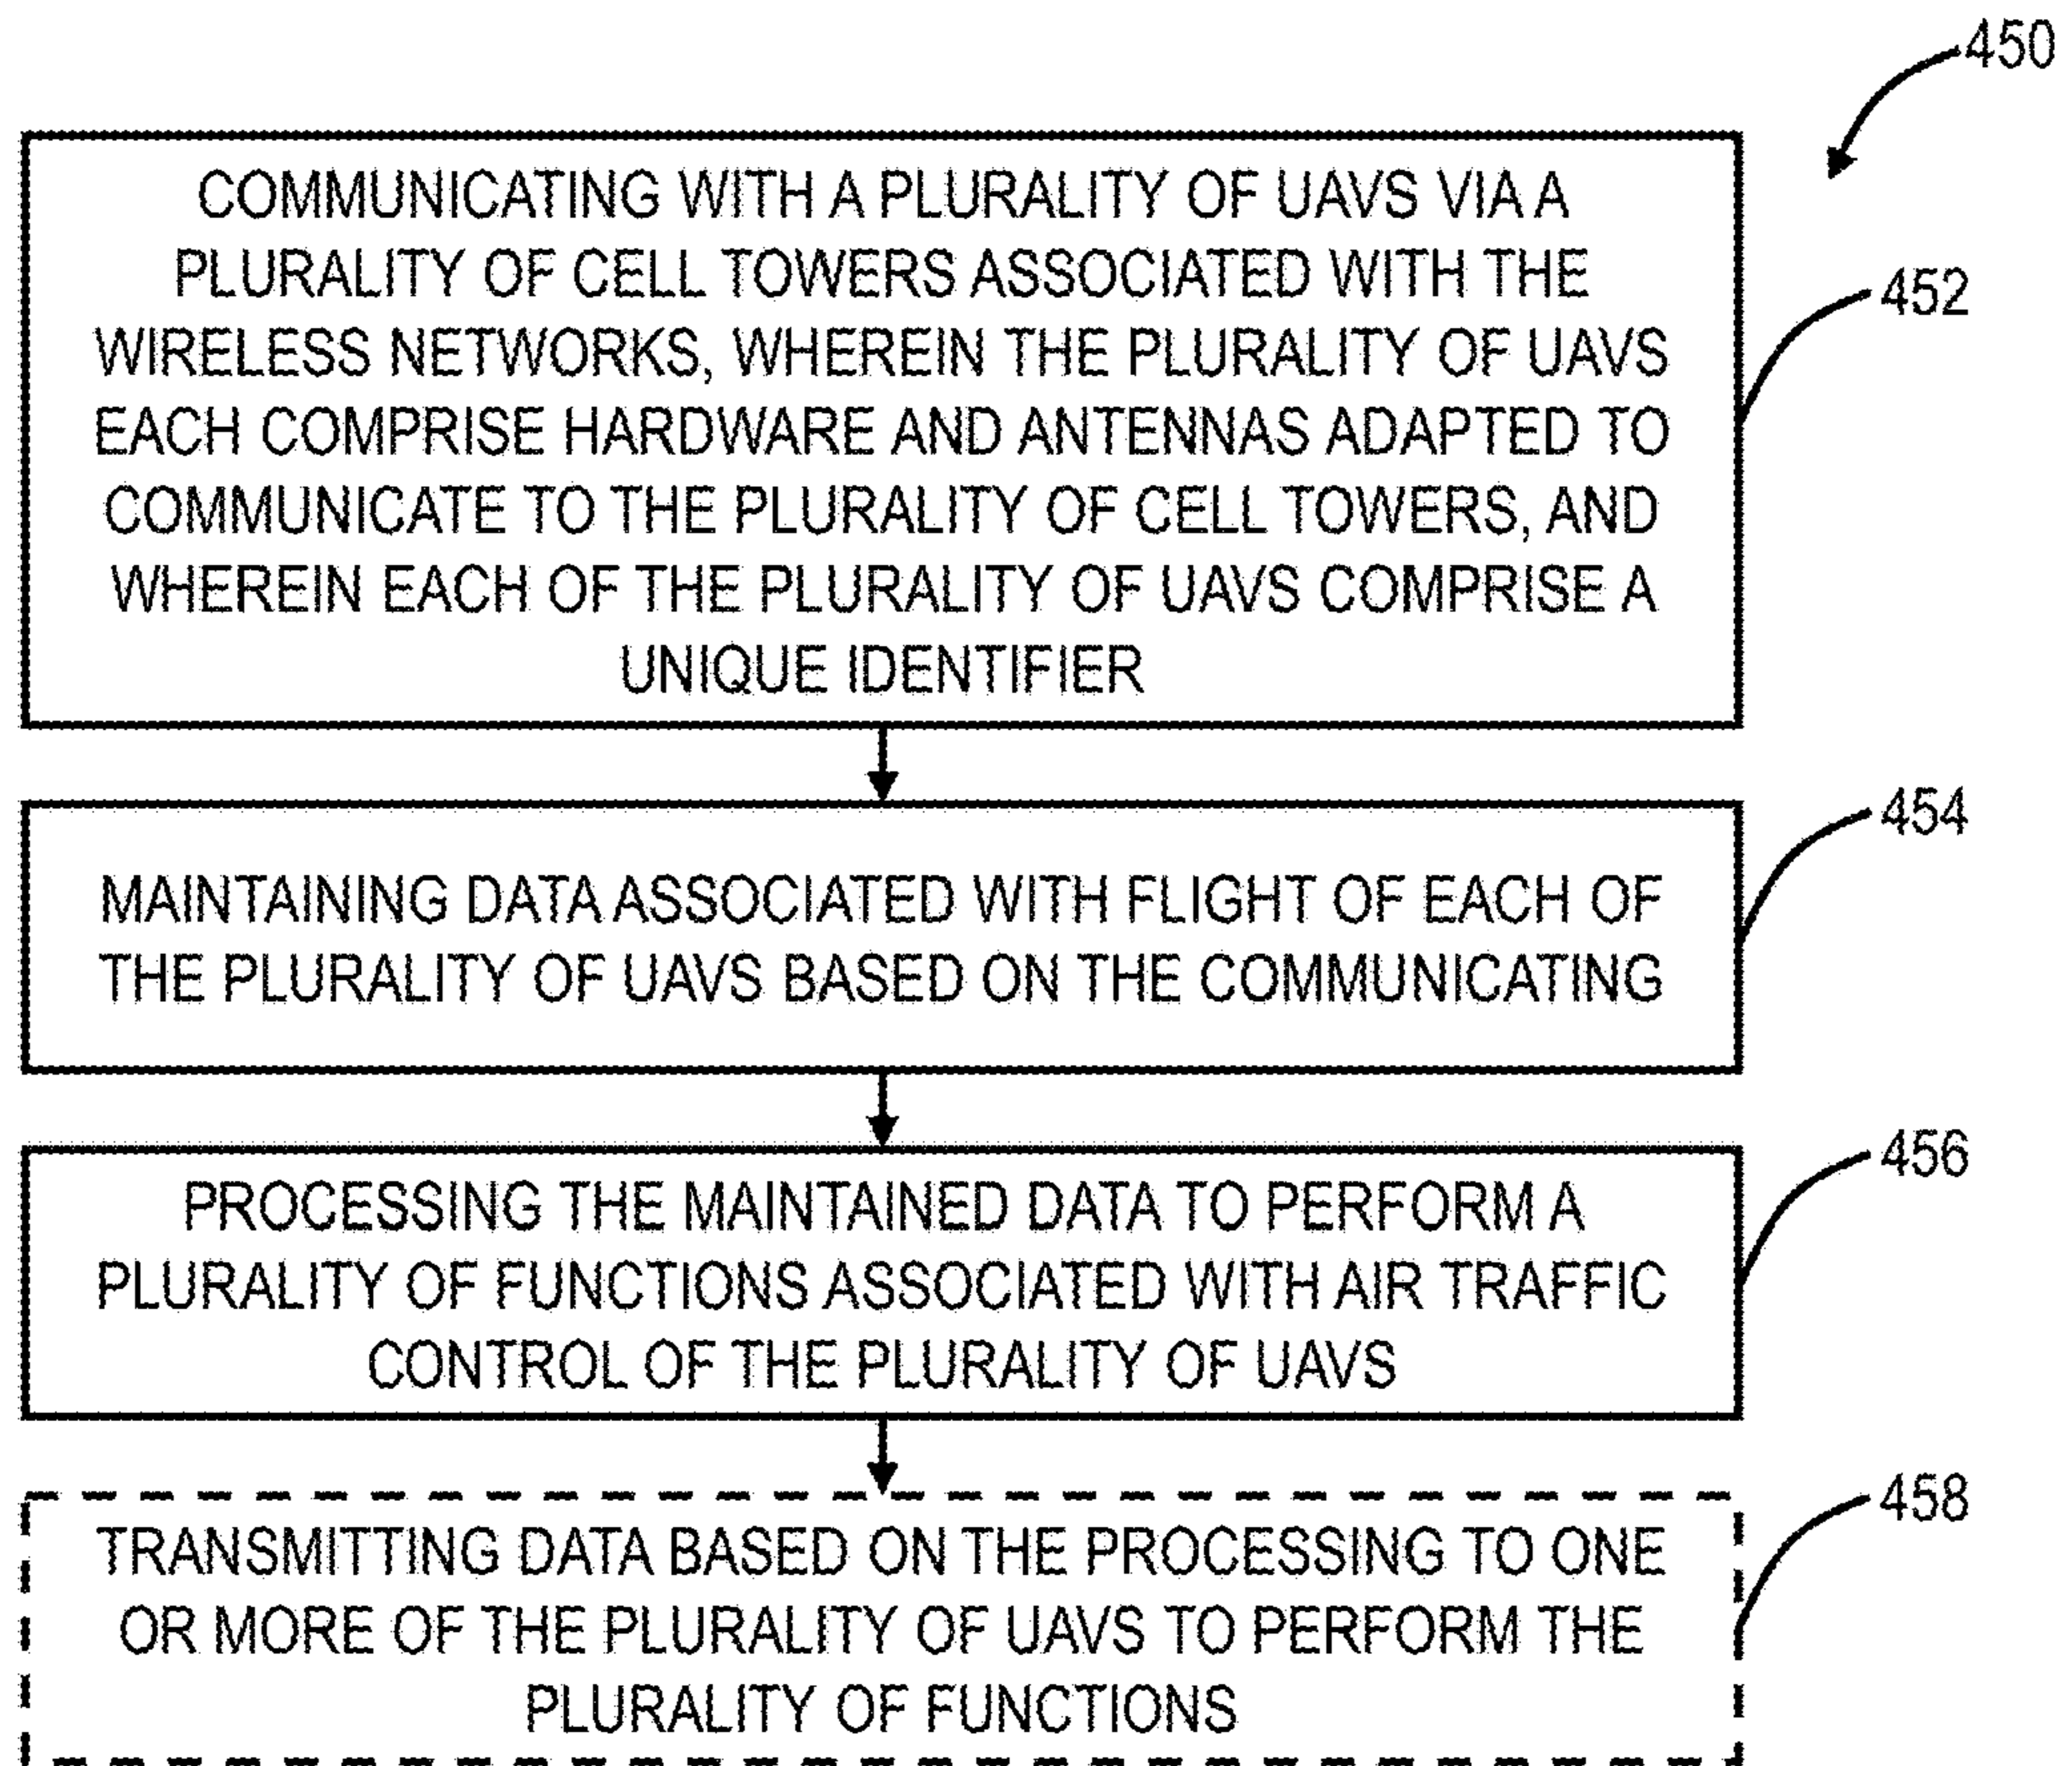 450
COMMUNICATING WITH A PLURALITY OF UAVS VIA A
PLURALITY OF CELL TOWERS ASSOCIATED WITH THE
WIRELESS NETWORKS, WHEREIN THE PLURALITY OF UAVS
EACH COMPRISE HARDWARE AND ANTENNAS ADAPTED TO
COMMUNICATE TO THE PLURALITY OF CELL TOWERS, AND
WHEREIN EACH OF THE PLURALITY OF UAVS COMPRISE A
UNIQUE IDENTIFIER
452
MAINTAINING DATA ASSOCIATED WITH FLIGHT OF EACH OF
THE PLURALITY OF UAVS BASED ON THE COMMUNICATING
454
PROCESSING THE MAINTAINED DATA TO PERFORM A
PLURALITY OF FUNCTIONS ASSOCIATED WITH AIR TRAFFIC
CONTROL OF THE PLURALITY OF UAVS
456
TRANSMITTING DATA BASED ON THE PROCESSING TO ONE
OR MORE OF THE PLURALITY OF UAVS TO PERFORM THE
PLURALITY OF FUNCTIONS
458